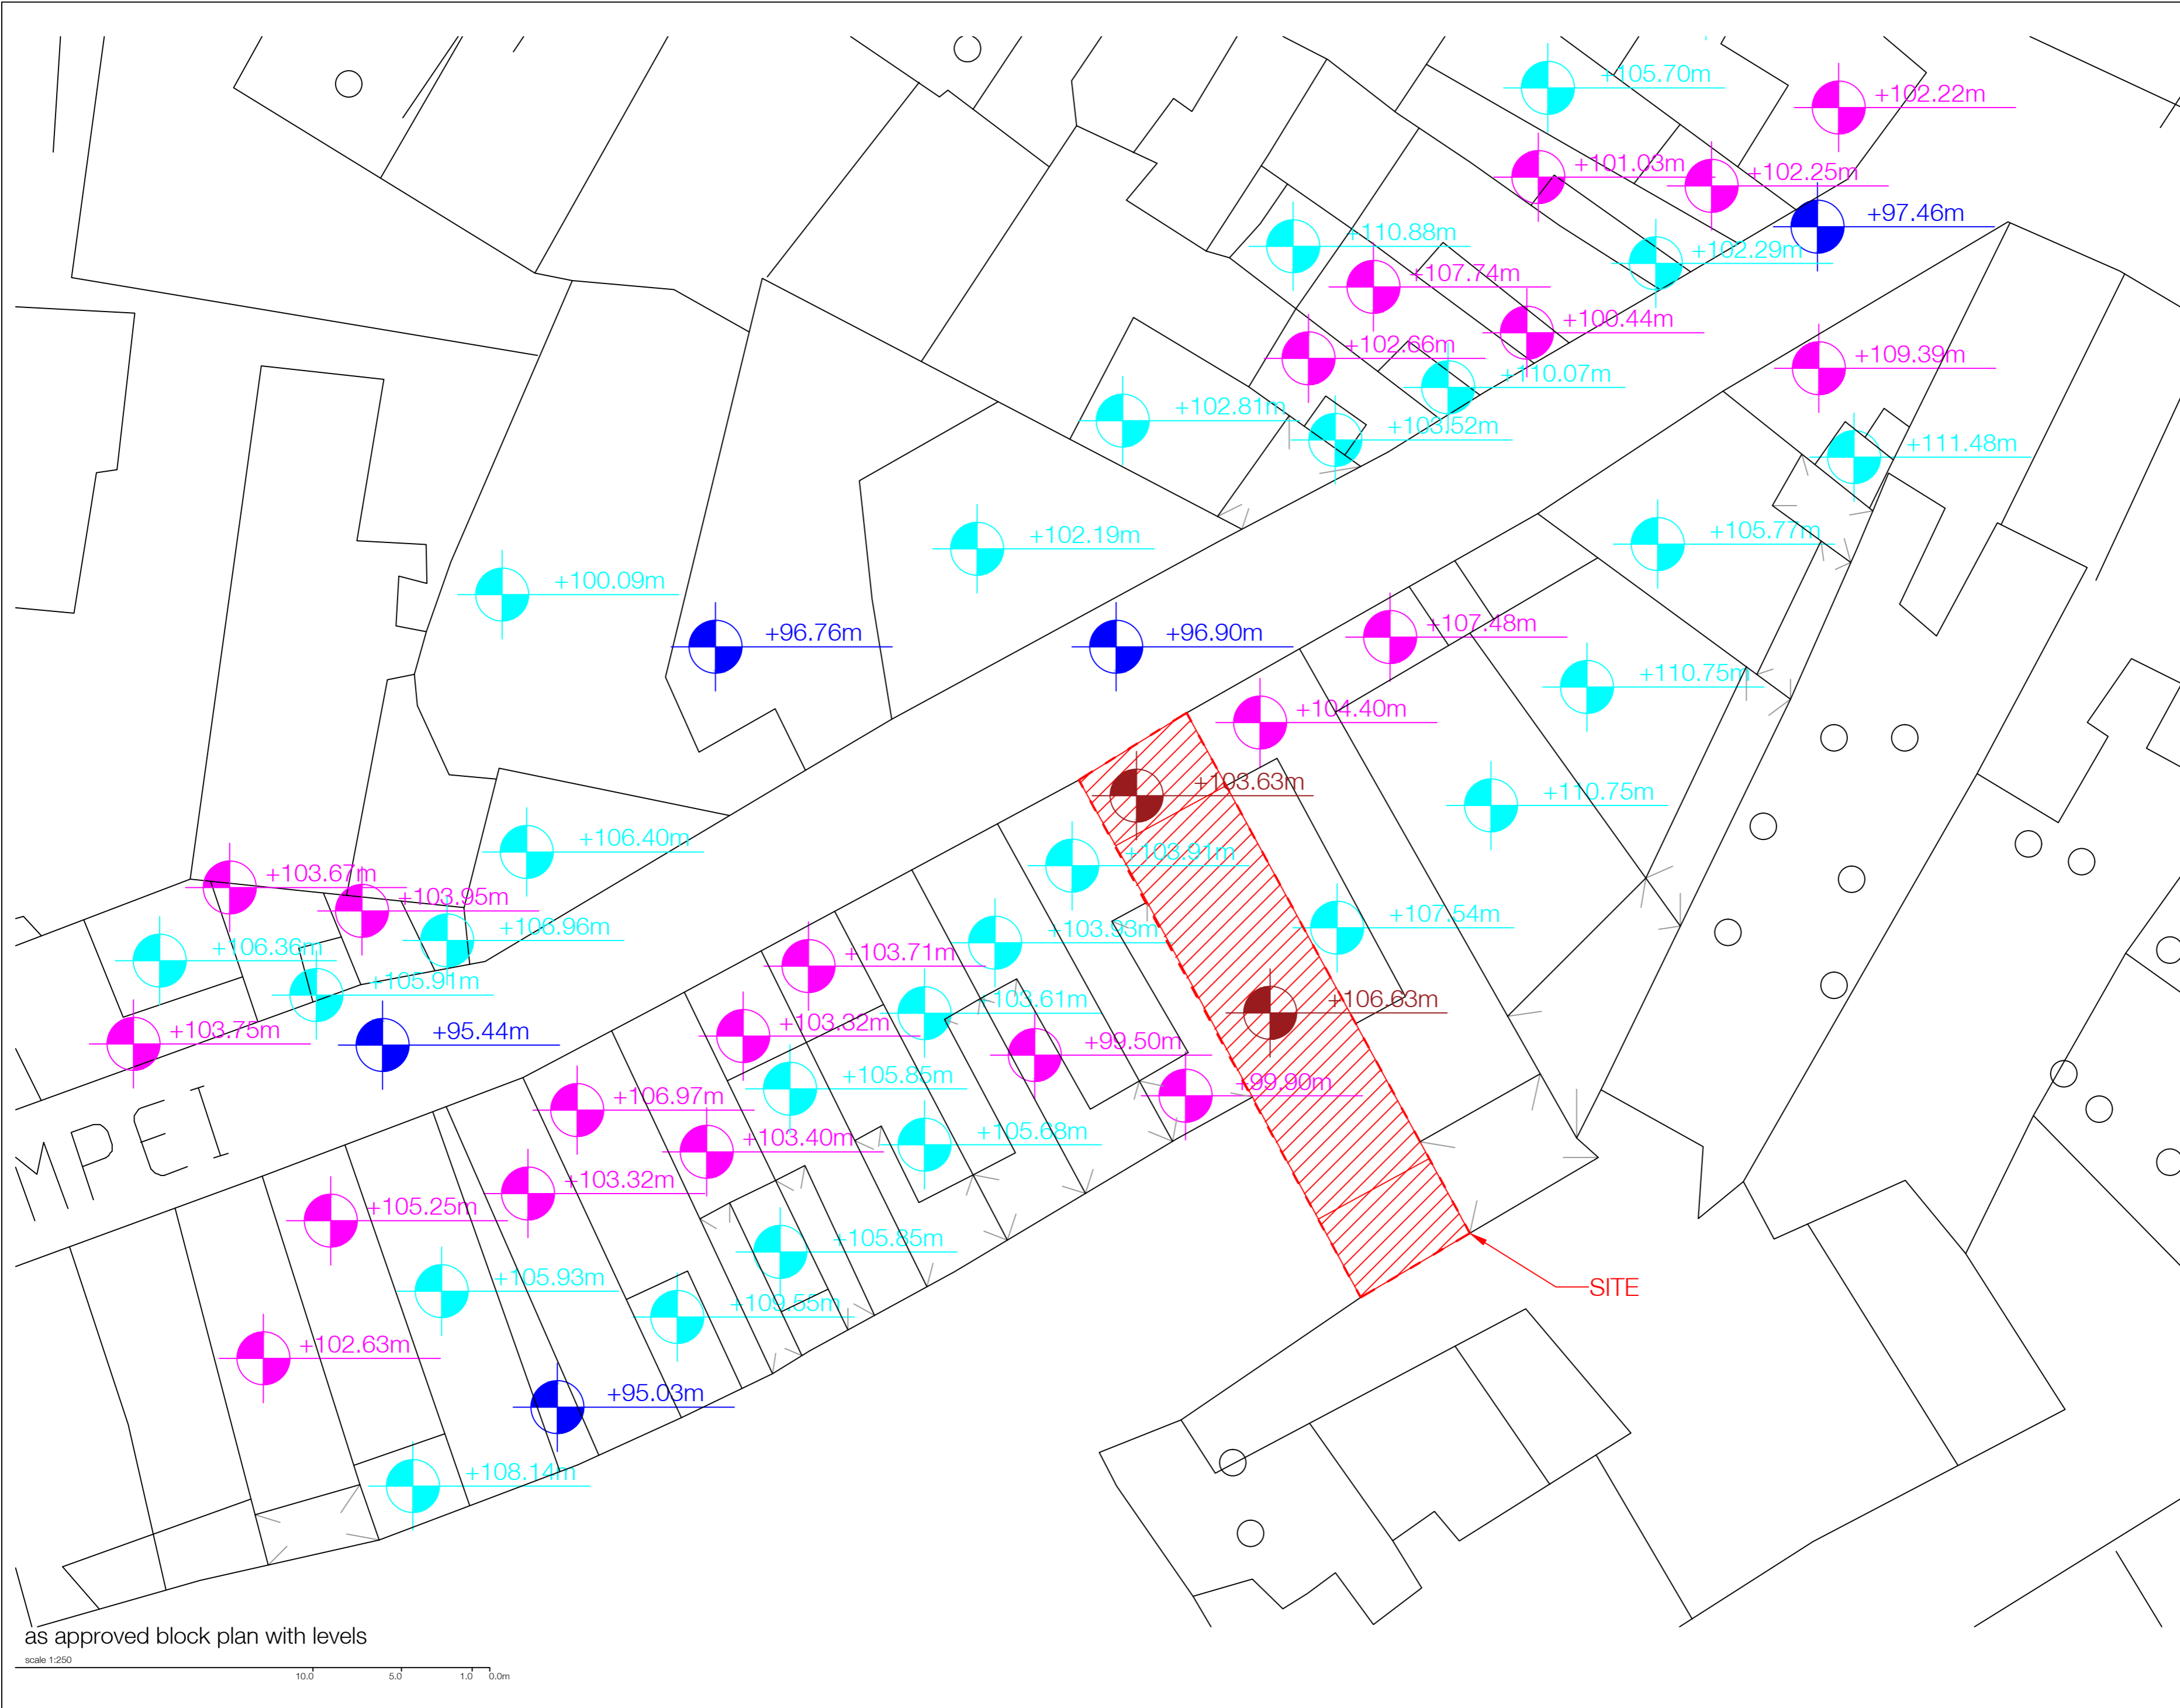 +105.70m
+102.22m
+101.03m
+102.25m
+97.46m
+110.88m
+102.29m
+107.74m
+100.44m
+102.66m
+109.39m
+110.07m
+102.81m
+103.52m
+111.48m
+102.19m
+105.77m
+100.09m
+96.76m
+96.90m
+107.48m
+110.75m
+104.40m
+103.63m
+110.75m
+106.40m
+103.91m
+103.67m
+103.95m
+107.54m
+106.36m
+103.93m
+103.71m
+105.91m
+103.61m
+106.63m
+103.75m
+95.44m
+103.32m
+99.50m
+105.85m
+99.90m
+106.97m
+103.40m
+105.68m
MPEI
+103.32m
+105.25m
+105.85m
+105.93m
SITE
+109.55m
+102.63m
+95.03m
+108.14m
as approved block plan with levels
scale 1:250
10.0 5.0 1.0 0.0m